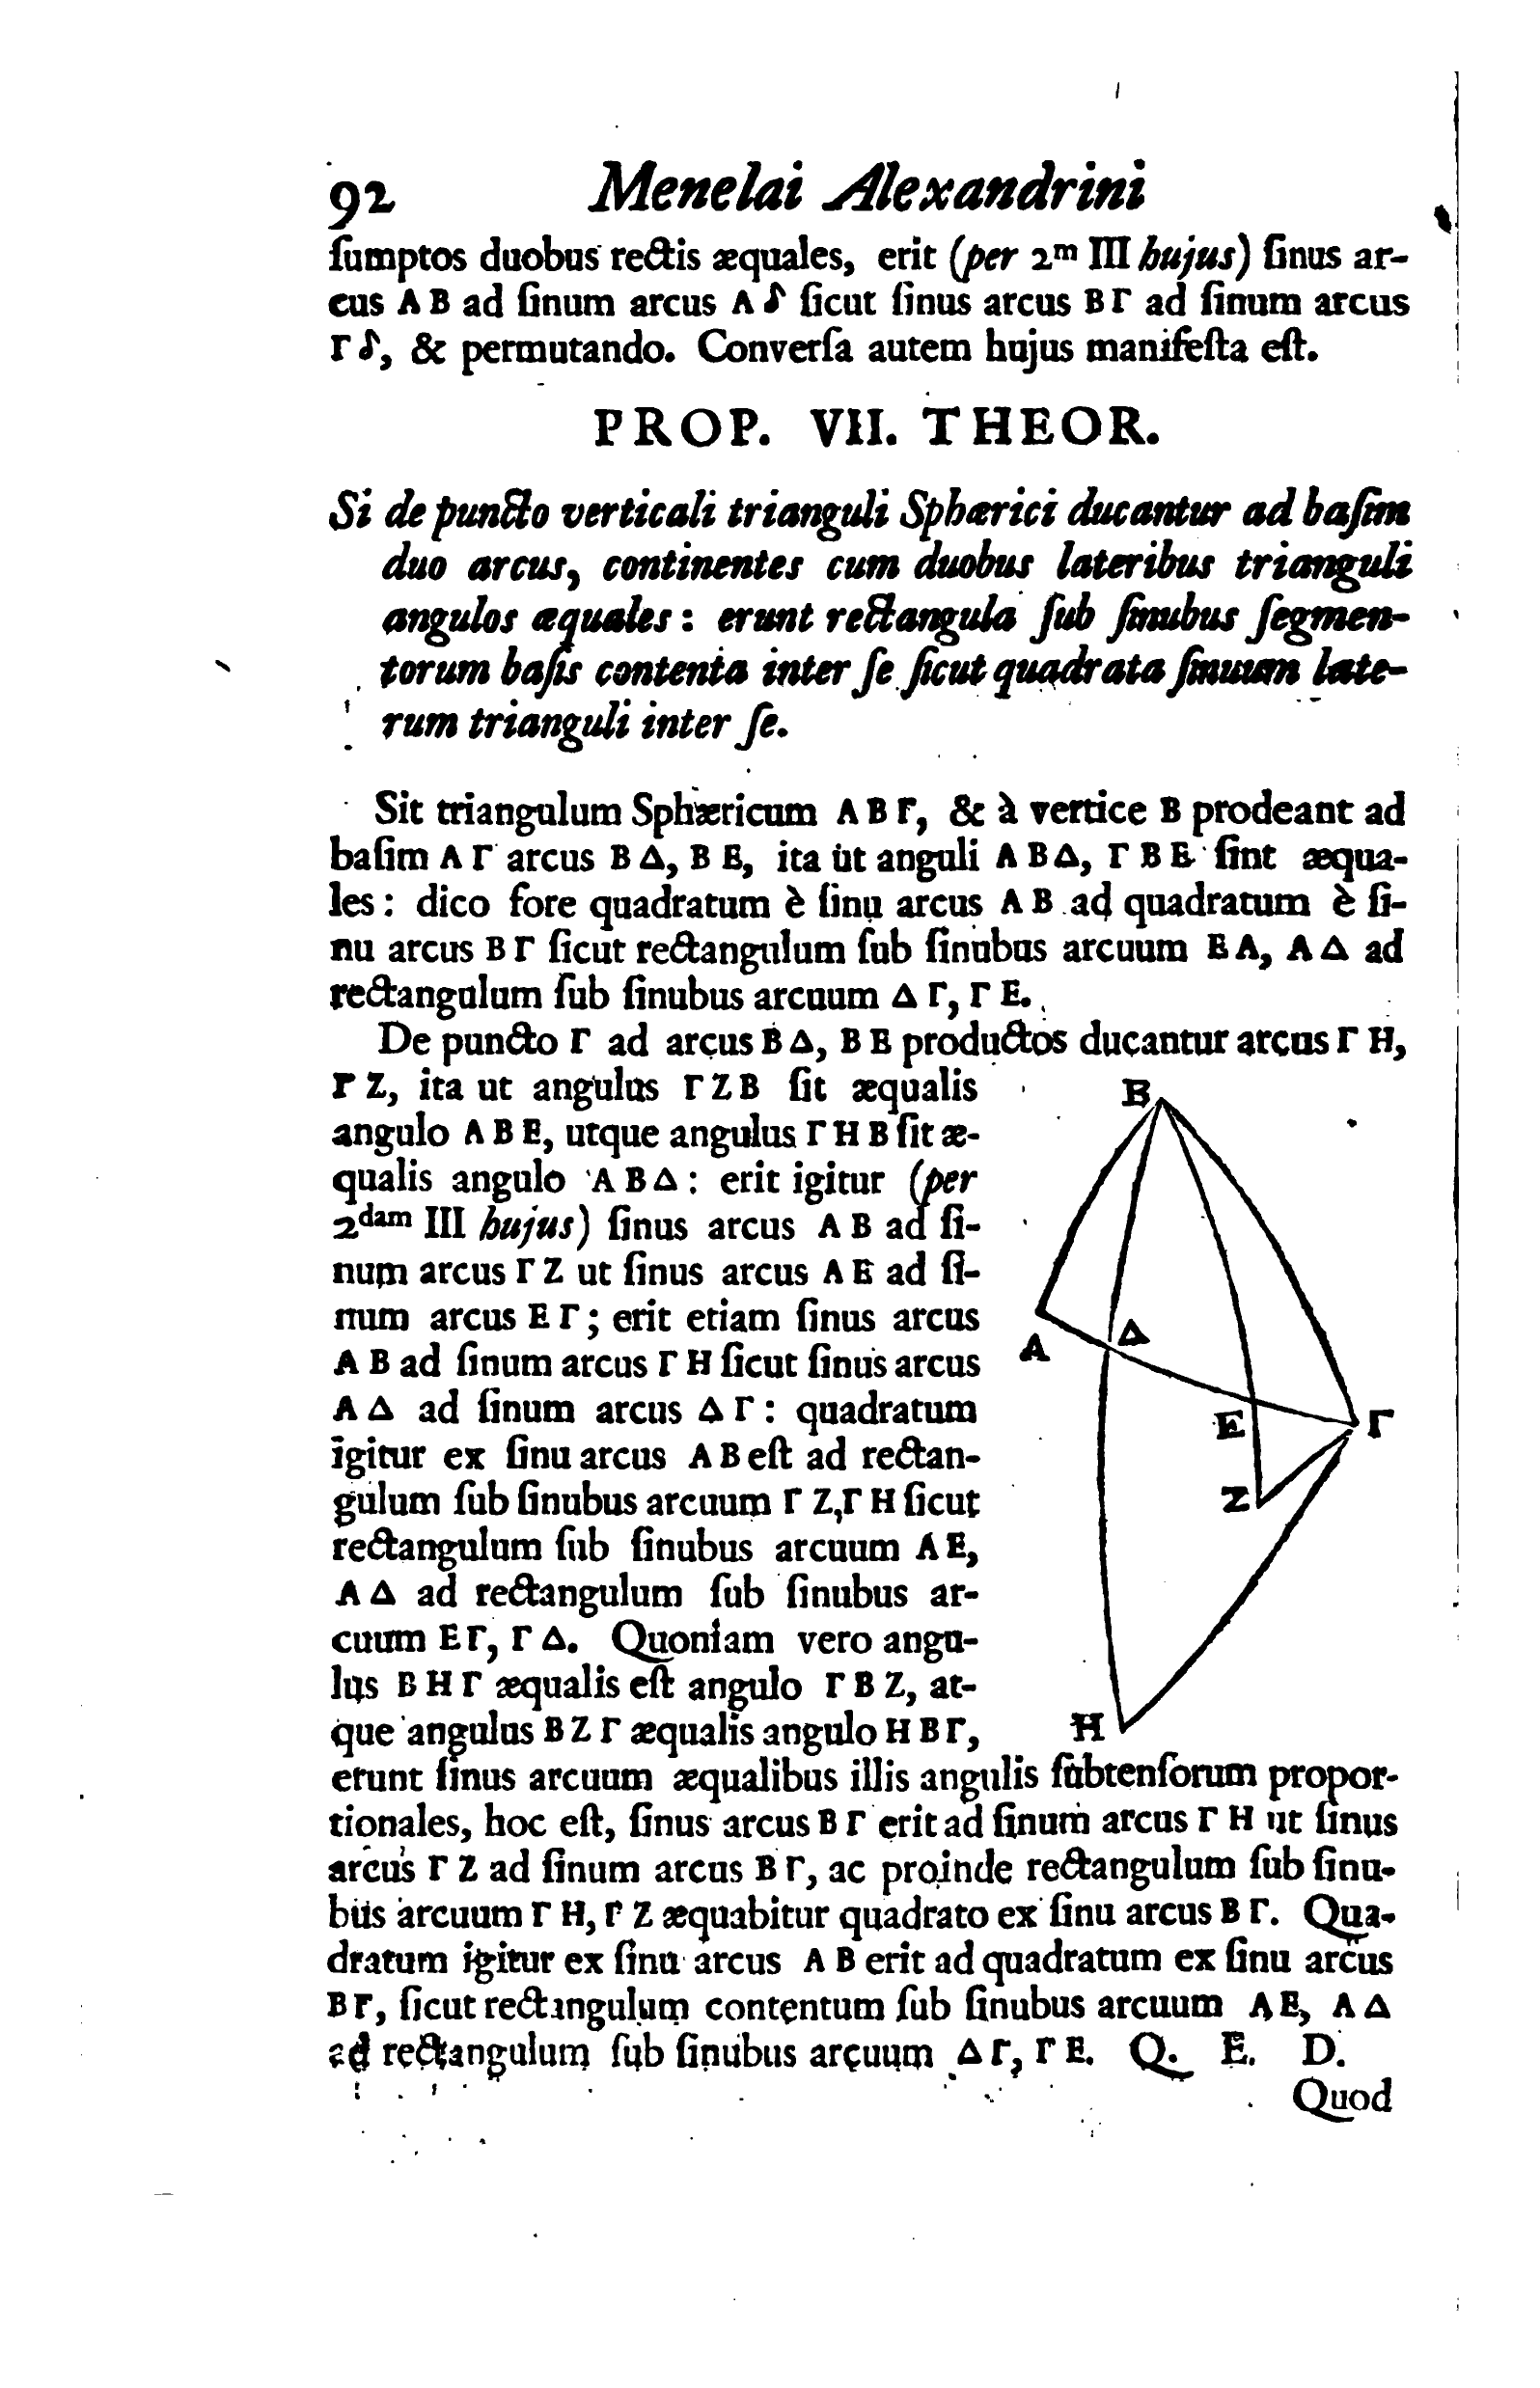 92 Menelai Alexandrini
ſumptos duobus rectis æquales, erit (per 2ᵐ III hujus) ſinus ar-
cus A B ad ſinum arcus A δ ſicut ſinus arcus B Γ ad ſinum arcus
Γ δ, & permutando. Converſa autem hujus manifeſta eſt.
PROP. VII. THEOR.
Si de puncto verticali trianguli Sphærici ducantur ad baſim
duo arcus, continentes cum duobus lateribus trianguli
angulos æquales: erunt rectangula ſub ſinubus ſegmen-
torum baſis contenta inter ſe ſicut quadrata ſinuum late-
rum trianguli inter ſe.
Sit triangulum Sphæricum A B Γ, & à vertice B prodeant ad
baſim A Γ arcus B Δ, B E, ita ut anguli A B Δ, Γ B E ſint æqua-
les: dico fore quadratum è ſinu arcus A B ad quadratum è ſi-
nu arcus B Γ ſicut rectangulum ſub ſinubus arcuum E A, A Δ ad
rectangulum ſub ſinubus arcuum Δ Γ, Γ E.
De puncto Γ ad arcus B Δ, B E productos ducantur arcus Γ H,
Γ Z, ita ut angulus Γ Z B ſit æqualis
angulo A B E, utque angulus Γ H B ſit æ-
qualis angulo A B Δ: erit igitur (per
2ᵈᵃᵐ III hujus) ſinus arcus A B ad ſi-
num arcus Γ Z ut ſinus arcus A E ad ſi-
num arcus E Γ; erit etiam ſinus arcus
A B ad ſinum arcus Γ H ſicut ſinus arcus
A Δ ad ſinum arcus Δ Γ: quadratum
igitur ex ſinu arcus A B eſt ad rectan-
gulum ſub ſinubus arcuum Γ Z, Γ H ſicut
rectangulum ſub ſinubus arcuum A E,
A Δ ad rectangulum ſub ſinubus ar-
cuum E Γ, Γ Δ. Quoniam vero angu-
lus B H Γ æqualis eſt angulo Γ B Z, at-
que angulus B Z Γ æqualis angulo H B Γ,
erunt ſinus arcuum æqualibus illis angulis ſubtenſorum propor-
tionales, hoc eſt, ſinus arcus B Γ erit ad ſinum arcus Γ H ut ſinus
arcus Γ Z ad ſinum arcus B Γ, ac proinde rectangulum ſub ſinu-
bus arcuum Γ H, Γ Z æquabitur quadrato ex ſinu arcus B Γ. Qua-
dratum igitur ex ſinu arcus A B erit ad quadratum ex ſinu arcus
B Γ, ſicut rectangulum contentum ſub ſinubus arcuum A E, A Δ
ad rectangulum ſub ſinubus arcuum Δ Γ, Γ E. Q. E. D.
Quod
B
A
Δ
E
Γ
Z
H